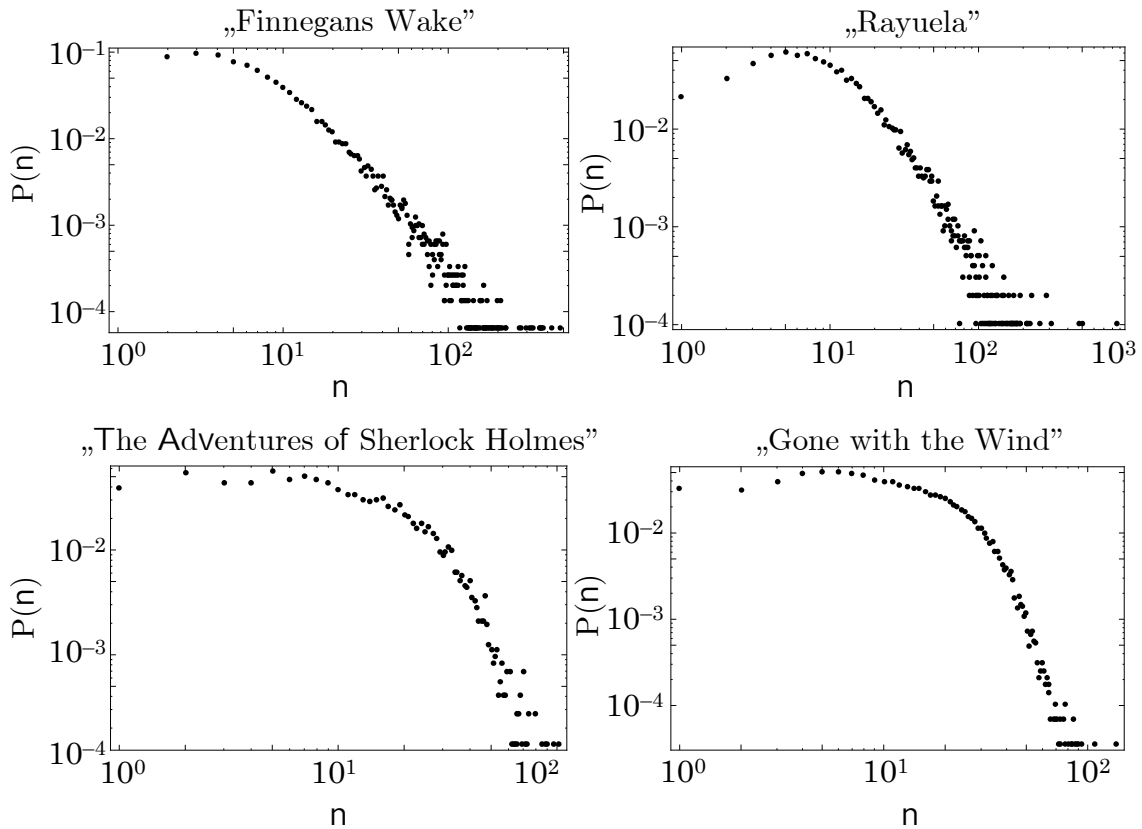 „Finnegans Wake”
P(n)
10^-1
10^-2
10^-3
10^-4
10^0
10^1
10^2
n
„Rayuela”
P(n)
10^-2
10^-3
10^-4
10^0
10^1
10^2
10^3
n
„The Adventures of Sherlock Holmes”
P(n)
10^-2
10^-3
10^-4
10^0
10^1
10^2
n
„Gone with the Wind”
P(n)
10^-2
10^-3
10^-4
10^0
10^1
10^2
n